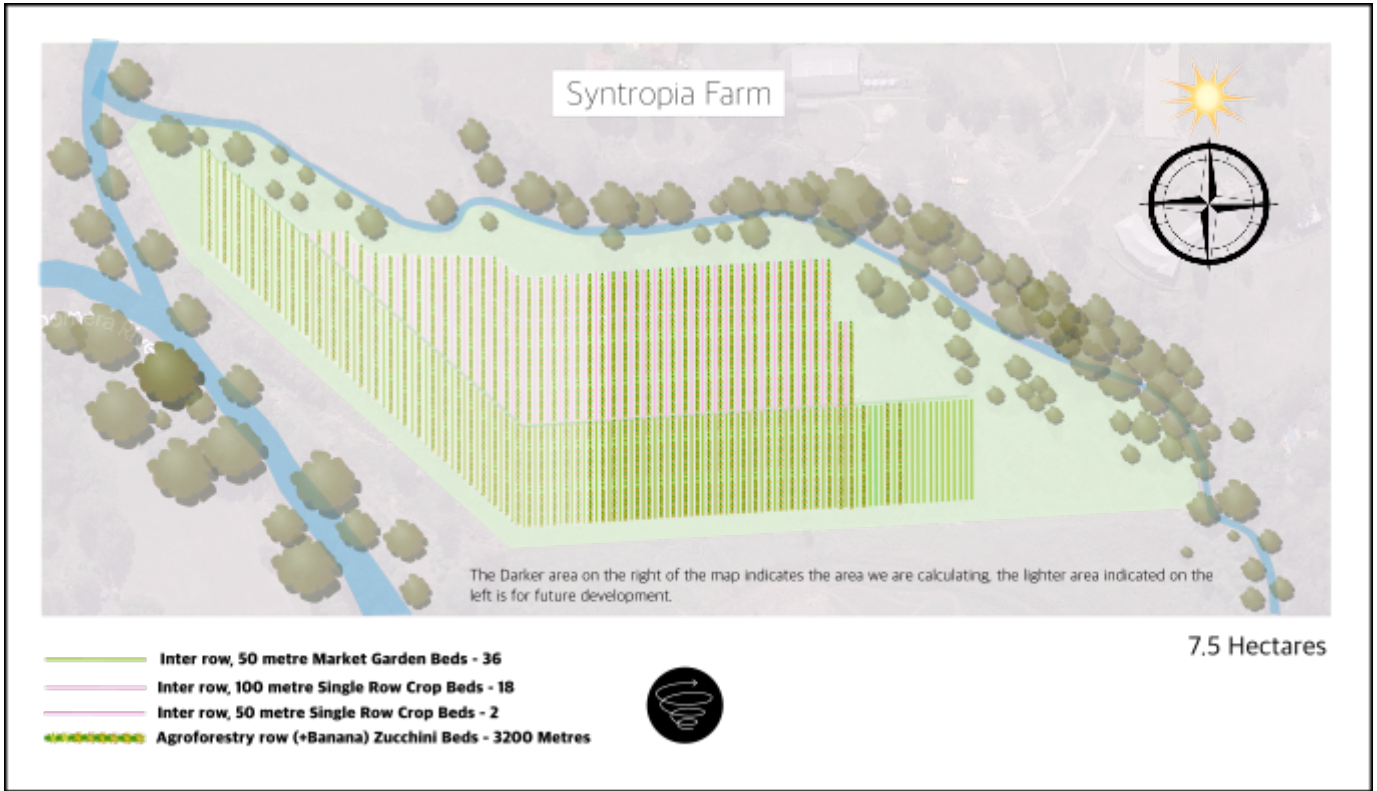 Syntropia Farm
The Darker area on the right of the map indicates the area we are calculating, the lighter area indicated on the
left is for future development.
7.5 Hectares
Inter row, 50 metre Market Garden Beds - 36
Inter row, 100 metre Single Row Crop Beds - 18
Inter row, 50 metre Single Row Crop Beds - 2
Agroforestry row (+Banana) Zucchini Beds - 3200 Metres